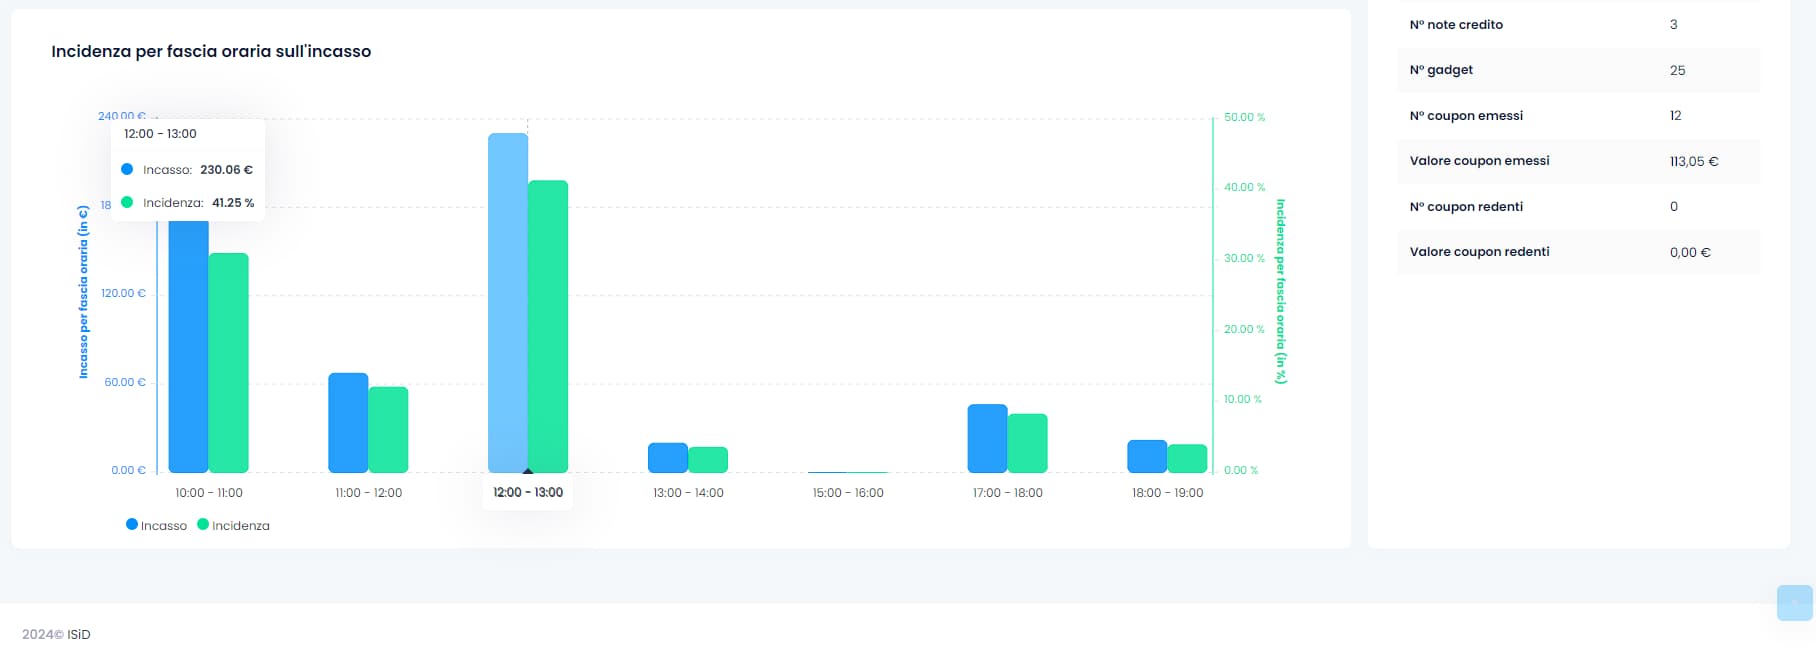 Incidenza per fascia oraria sull'incasso
240.00 €
12:00 - 13:00
Incasso: 230.06 €
Incidenza: 41.25 %
18
120.00 €
60.00 €
0.00 €
Incasso per fascia oraria (in €)
50.00 %
40.00 %
30.00 %
20.00 %
10.00 %
0.00 %
Incidenza per fascia oraria (in %)
10:00 - 11:00
11:00 - 12:00
12:00 - 13:00
13:00 - 14:00
15:00 - 16:00
17:00 - 18:00
18:00 - 19:00
Incasso
Incidenza
N° note credito 3
N° gadget 25
N° coupon emessi 12
Valore coupon emessi 113,05 €
N° coupon redenti 0
Valore coupon redenti 0,00 €
2024© ISiD